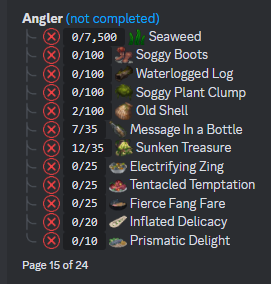 Angler (not completed)
0/7,500 Seaweed
0/100 Soggy Boots
0/100 Waterlogged Log
0/100 Soggy Plant Clump
2/100 Old Shell
7/35 Message In a Bottle
12/35 Sunken Treasure
0/25 Electrifying Zing
0/25 Tentacled Temptation
0/25 Fierce Fang Fare
0/20 Inflated Delicacy
0/10 Prismatic Delight
Page 15 of 24